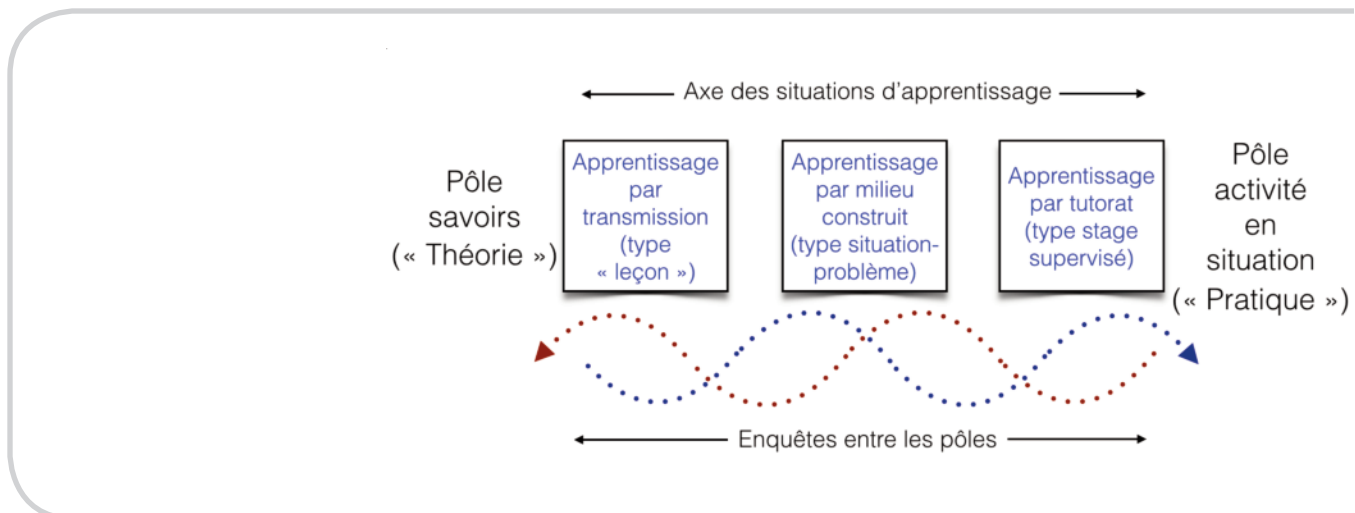 Axe des situations d'apprentissage
Pôle
savoirs
(« Théorie »)
Apprentissage
par
transmission
(type
« leçon »)
Apprentissage
par milieu
construit
(type situation-
problème)
Apprentissage
par tutorat
(type stage
supervisé)
Pôle
activité
en
situation
(« Pratique »)
Enquêtes entre les pôles